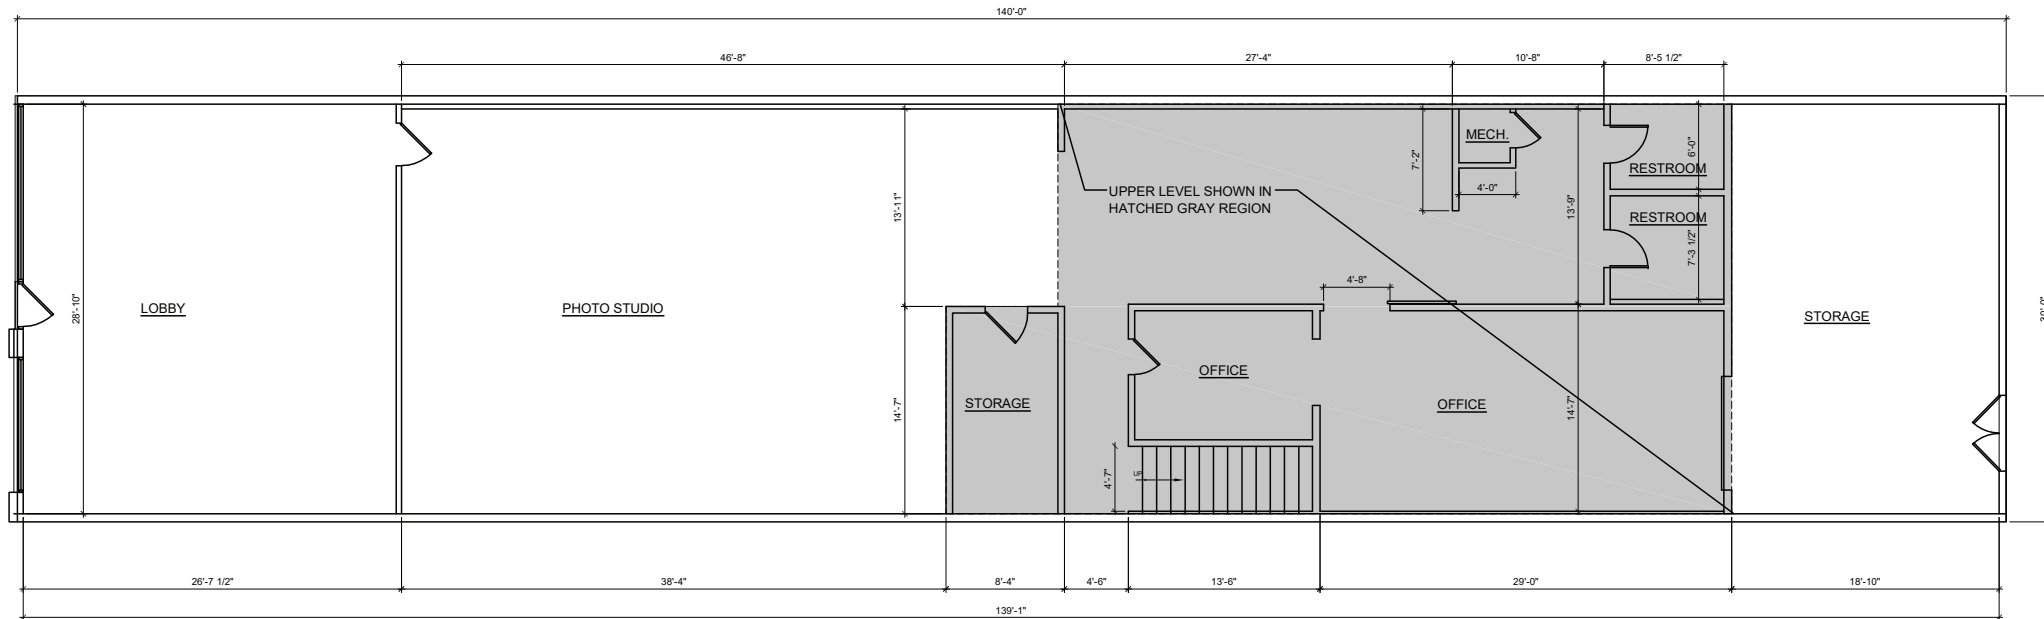 140'-0"
46'-8"
27'-4"
10'-8"
8'-5 1/2"
MECH.
7'-2"
6'-0"
RESTROOM
4'-0"
UPPER LEVEL SHOWN IN
HATCHED GRAY REGION
13'-11"
13'-9"
RESTROOM
7'-3 1/2"
4'-8"
28'-10"
LOBBY
PHOTO STUDIO
STORAGE
30'-0"
OFFICE
STORAGE
OFFICE
14'-7"
14'-7"
4'-7"
UP
26'-7 1/2"
38'-4"
8'-4"
4'-6"
13'-6"
29'-0"
18'-10"
139'-1"